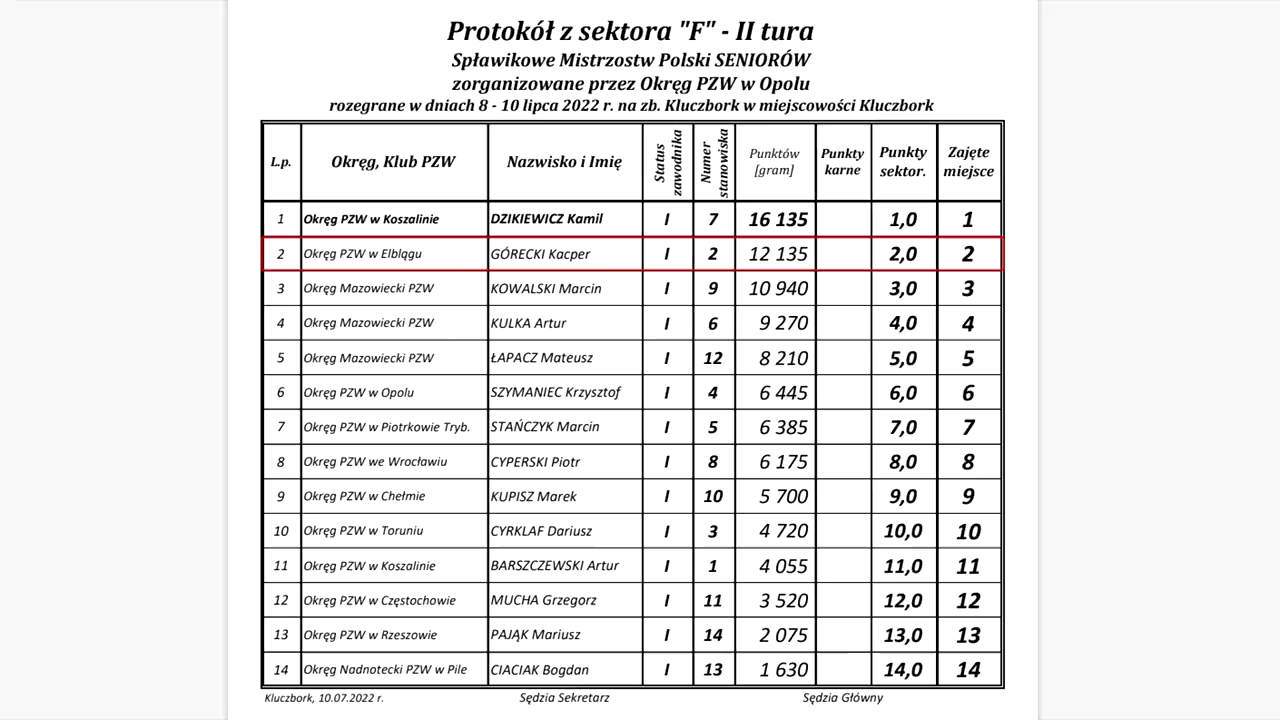 Protokół z sektora "F" - II tura
Spławikowe Mistrzostw Polski SENIORÓW
zorganizowane przez Okręg PZW w Opolu
rozegrane w dniach 8 - 10 lipca 2022 r. na zb. Kluczbork w miejscowości Kluczbork
L.p. Okręg, Klub PZW Nazwisko i Imię Status zawodnika Numer stanowiska Punktów [gram] Punkty karne Punkty sektor. Zajęte miejsce
1 Okręg PZW w Koszalinie DZIKIEWICZ Kamil I 7 16 135 1,0 1
2 Okręg PZW w Elblągu GÓRECKI Kacper I 2 12 135 2,0 2
3 Okręg Mazowiecki PZW KOWALSKI Marcin I 9 10 940 3,0 3
4 Okręg Mazowiecki PZW KULKA Artur I 6 9 270 4,0 4
5 Okręg Mazowiecki PZW ŁAPACZ Mateusz I 12 8 210 5,0 5
6 Okręg PZW w Opolu SZYMANIEC Krzysztof I 4 6 445 6,0 6
7 Okręg PZW w Piotrkowie Tryb. STAŃCZYK Marcin I 5 6 385 7,0 7
8 Okręg PZW we Wrocławiu CYPERSKI Piotr I 8 6 175 8,0 8
9 Okręg PZW w Chełmie KUPISZ Marek I 10 5 700 9,0 9
10 Okręg PZW w Toruniu CYRKLAF Dariusz I 3 4 720 10,0 10
11 Okręg PZW w Koszalinie BARSZCZEWSKI Artur I 1 4 055 11,0 11
12 Okręg PZW w Częstochowie MUCHA Grzegorz I 11 3 520 12,0 12
13 Okręg PZW w Rzeszowie PAJĄK Mariusz I 14 2 075 13,0 13
14 Okręg Nadnotecki PZW w Pile CIACIAK Bogdan I 13 1 630 14,0 14
Kluczbork, 10.07.2022 r. Sędzia Sekretarz Sędzia Główny